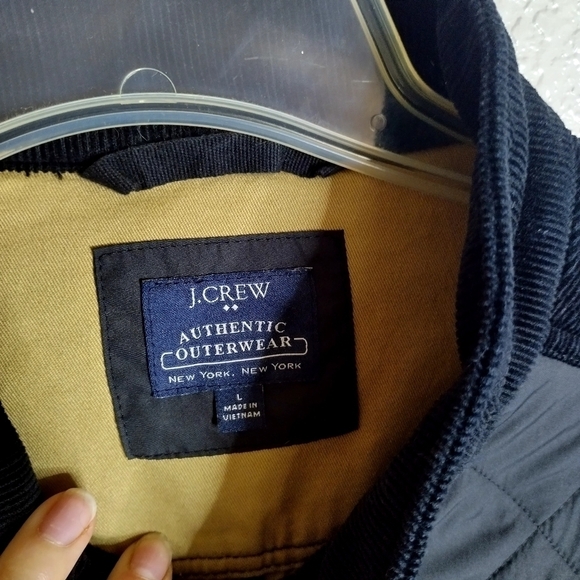 J.CREW
AUTHENTIC
OUTERWEAR
NEW YORK, NEW YORK
L
MADE IN
VIETNAM